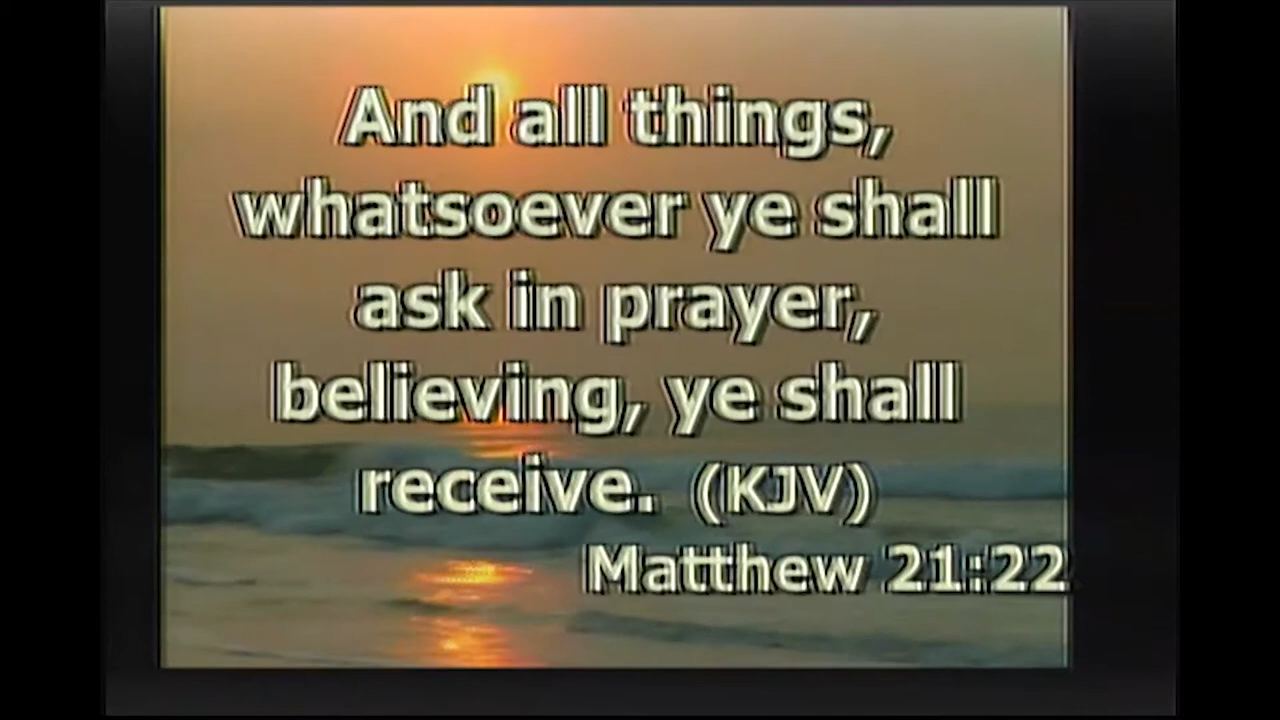 And all things,
whatsoever ye shall
ask in prayer,
believing, ye shall
receive. (KJV)
Matthew 21:22